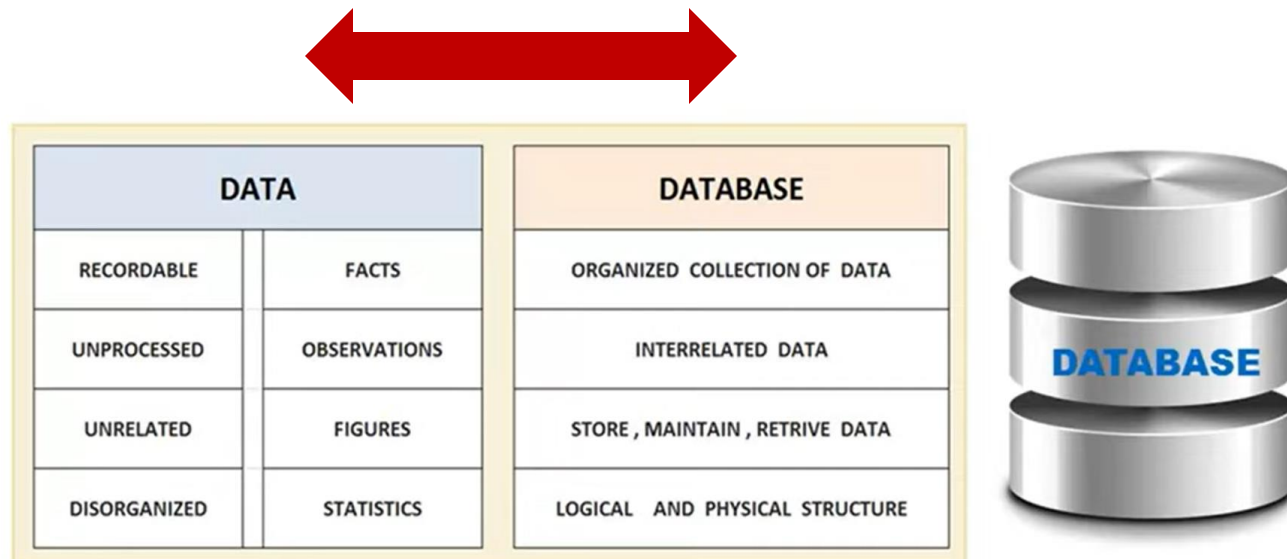 DATA
DATABASE
RECORDABLE
FACTS
ORGANIZED COLLECTION OF DATA
UNPROCESSED
OBSERVATIONS
INTERRELATED DATA
UNRELATED
FIGURES
STORE , MAINTAIN , RETRIVE DATA
DISORGANIZED
STATISTICS
LOGICAL AND PHYSICAL STRUCTURE
DATABASE